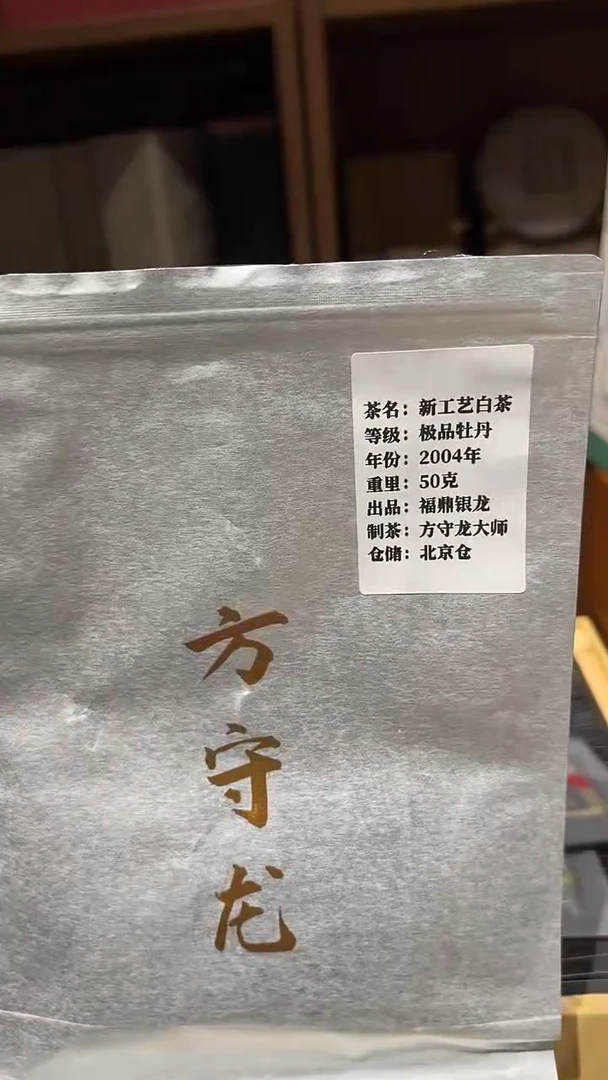 茶名：新工艺白茶
等级：极品牡丹
年份：2004年
重里：50克
出品：福鼎银龙
制茶：方守龙大师
仓储：北京仓
方
守
龙